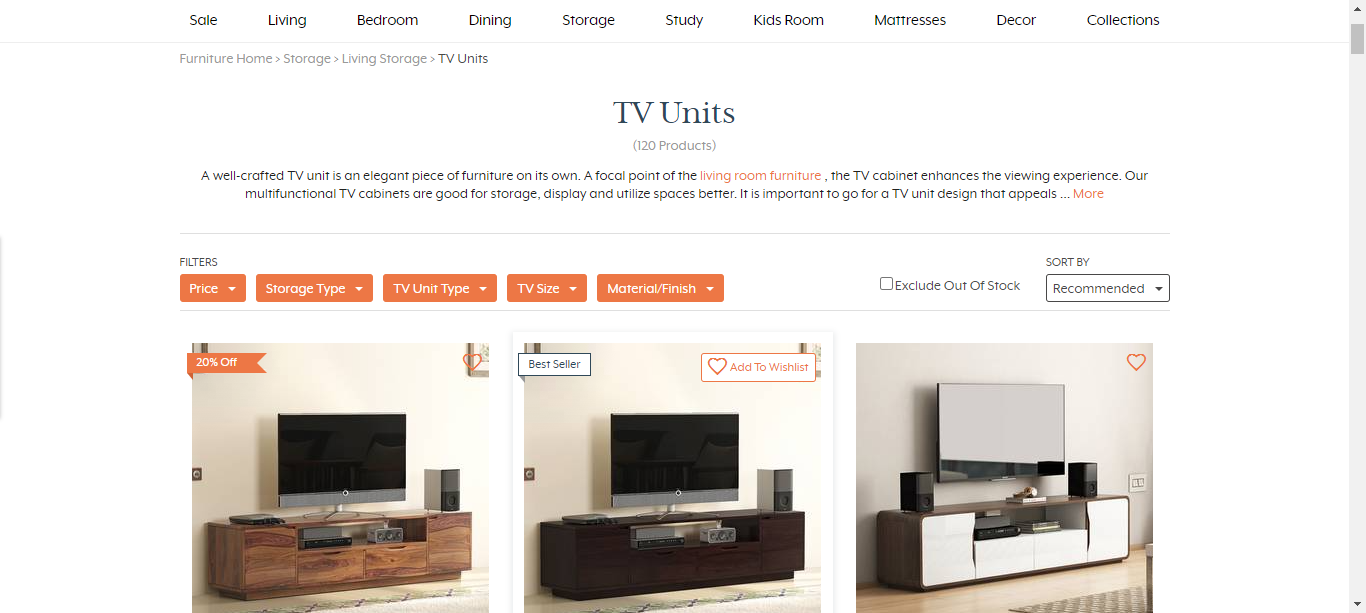 Sale Living Bedroom Dining Storage Study Kids Room Mattresses Decor Collections
Furniture Home > Storage > Living Storage > TV Units
TV Units
(120 Products)
A well-crafted TV unit is an elegant piece of furniture on its own. A focal point of the living room furniture , the TV cabinet enhances the viewing experience. Our
multifunctional TV cabinets are good for storage, display and utilize spaces better. It is important to go for a TV unit design that appeals ... More
FILTERS
Price Storage Type TV Unit Type TV Size Material/Finish
Exclude Out Of Stock
SORT BY
Recommended
20% Off
Best Seller
Add To Wishlist